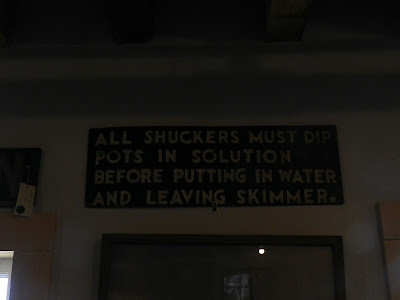 ALL SHUCKERS MUST DIP
POTS IN SOLUTION
BEFORE PUTTING IN WATER
AND LEAVING SKIMMER.
N